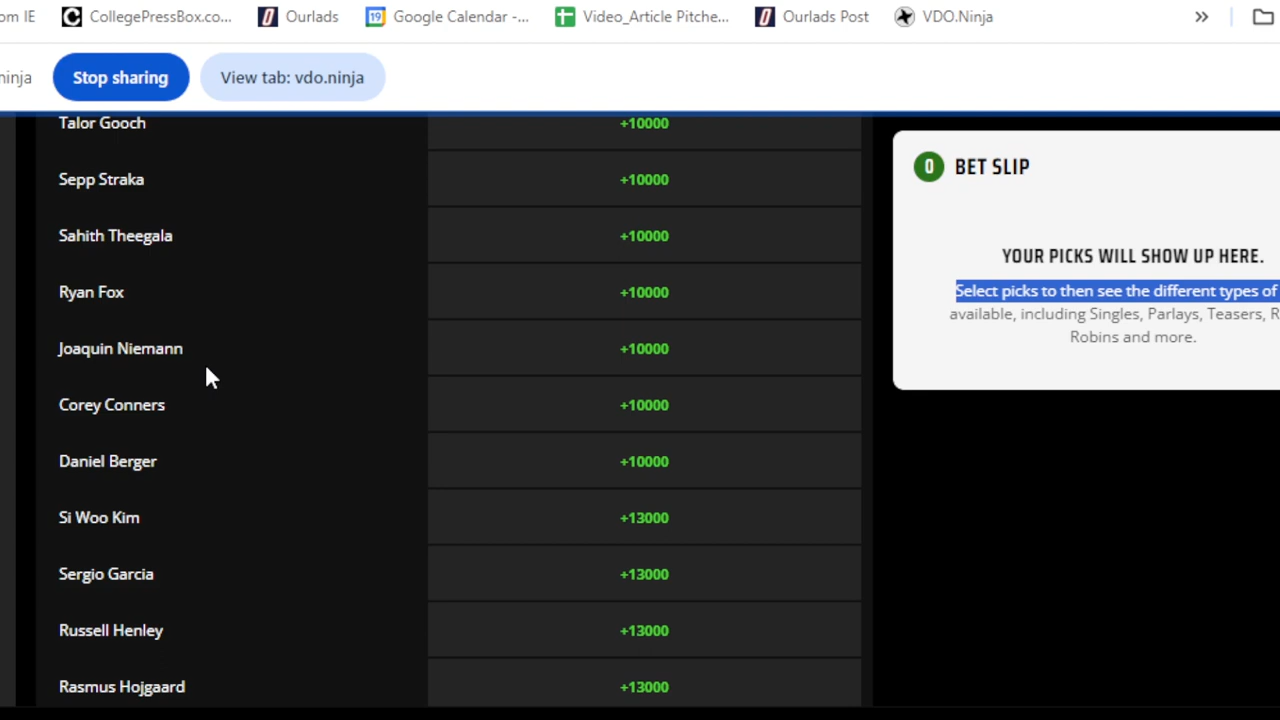 om IE CollegePressBox.co... Ourlads Google Calendar -... Video_Article Pitche... Ourlads Post VDO.Ninja »
ninja Stop sharing View tab: vdo.ninja
Talor Gooch +10000
Sepp Straka +10000
Sahith Theegala +10000
Ryan Fox +10000
Joaquin Niemann +10000
Corey Conners +10000
Daniel Berger +10000
Si Woo Kim +13000
Sergio Garcia +13000
Russell Henley +13000
Rasmus Hojgaard +13000
0 BET SLIP
YOUR PICKS WILL SHOW UP HERE.
Select picks to then see the different types of
available, including Singles, Parlays, Teasers, R
Robins and more.